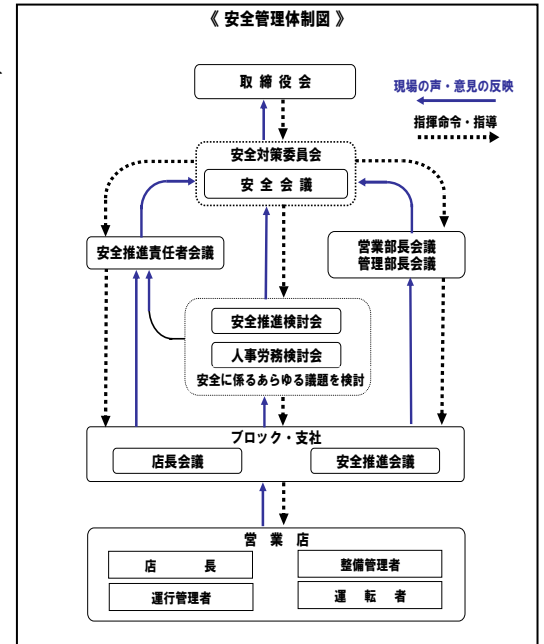 《 安全管理体制図 》
取 締 役 会
現場の声・意見の反映
指揮命令・指導
安全対策委員会
安 全 会 議
安全推進責任者会議
営業部長会議
管理部長会議
安全推進検討会
人事労務検討会
安全に係るあらゆる議題を検討
ブロック・支社
店長会議
安全推進会議
営 業 店
店 長
整備管理者
運行管理者
運 転 者